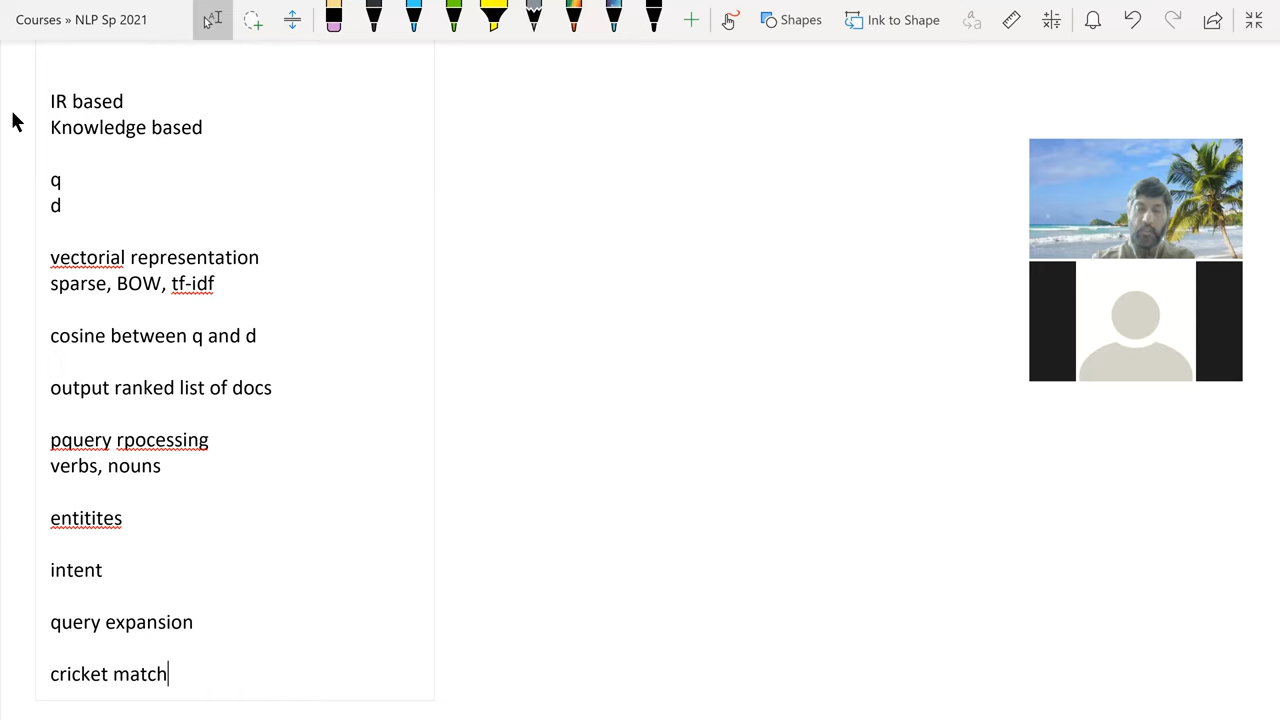 Courses » NLP Sp 2021
Shapes
Ink to Shape
IR based
Knowledge based
q
d
vectorial representation
sparse, BOW, tf-idf
cosine between q and d
output ranked list of docs
pquery rpocessing
verbs, nouns
entitites
intent
query expansion
cricket match